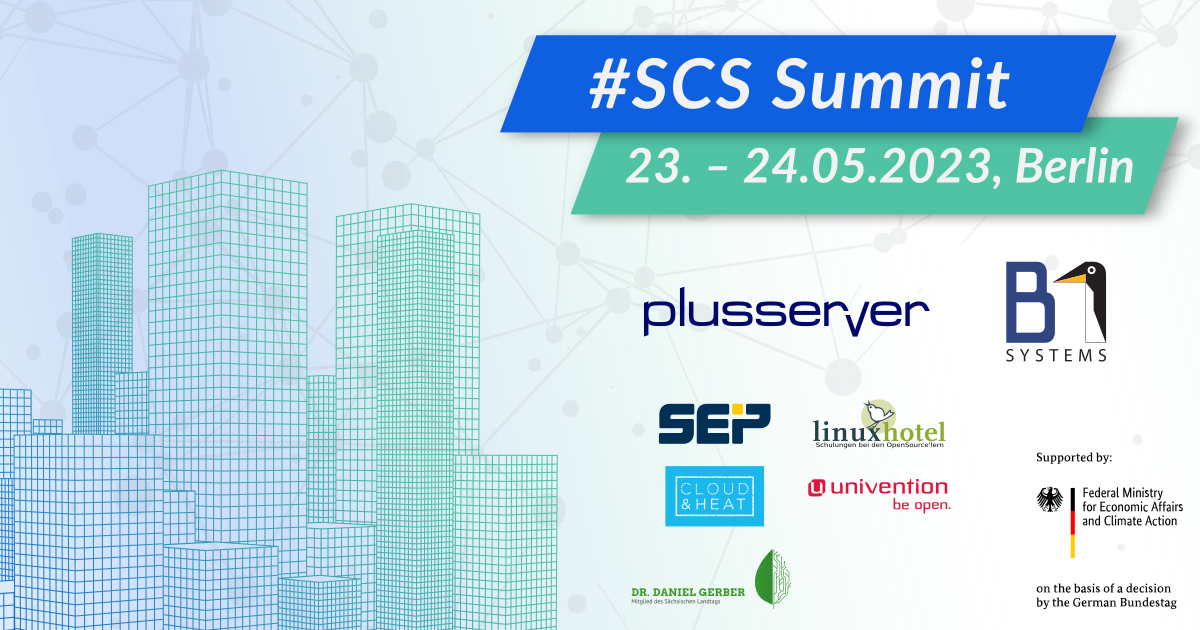 #SCS Summit
23. – 24.05.2023, Berlin
plusserver
B1
SYSTEMS
SEP
linuxhotel
Schulungen bei den OpenSource'lern
CLOUD
&HEAT
univention
be open.
DR. DANIEL GERBER
Mitglied des Sächsischen Landtags
Supported by:
Federal Ministry
for Economic Affairs
and Climate Action
on the basis of a decision
by the German Bundestag